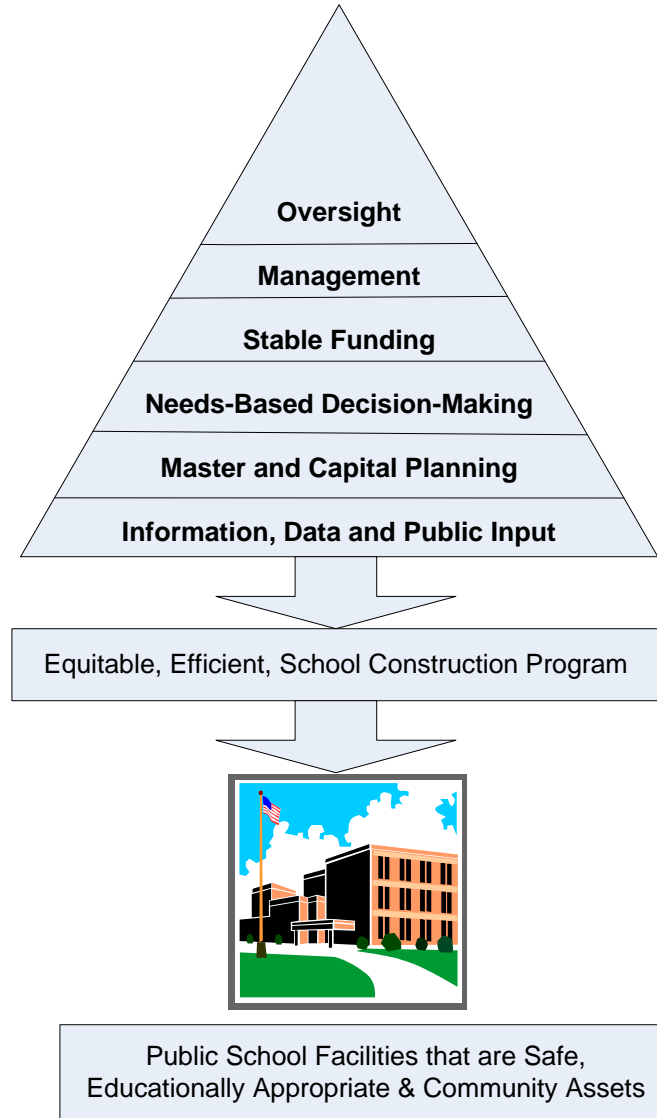 Oversight
Management
Stable Funding
Needs-Based Decision-Making
Master and Capital Planning
Information, Data and Public Input
Equitable, Efficient, School Construction Program
Public School Facilities that are Safe,
Educationally Appropriate & Community Assets